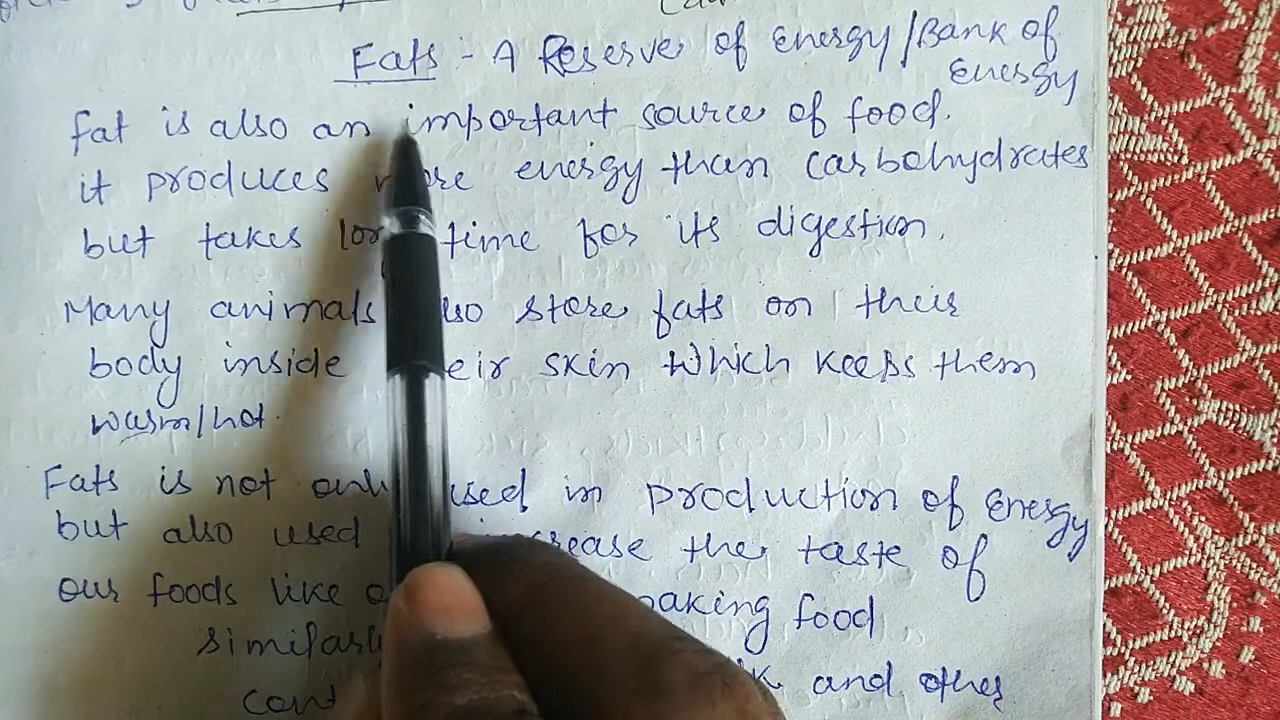 Fats :- A Reserve of Energy/Bank of
Energy
fat is also an important source of food.
it produces energy than carbohydrates
but takes time for its digestion.
Many animals store fats on their
body inside skin which keeps them
warm/hot.
Fats is not only used in production of Energy
but also used increase the taste of
our foods like food
and other